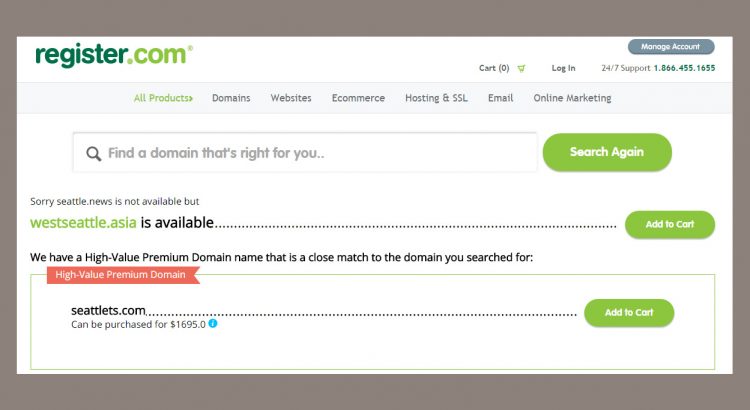 Manage Account
register.com®
Cart (0) Log In 24/7 Support 1.866.455.1655
All Products› Domains Websites Ecommerce Hosting & SSL Email Online Marketing
Find a domain that's right for you.. Search Again
Sorry seattle.news is not available but
westseattle.asia is available Add to Cart
We have a High-Value Premium Domain name that is a close match to the domain you searched for:
High-Value Premium Domain
seattlets.com Add to Cart
Can be purchased for $1695.0 i